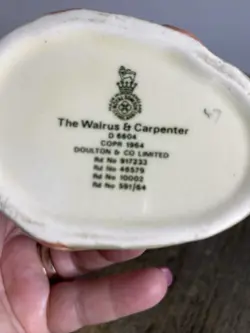 The Walrus & Carpenter
D 6604
COPR 1964
DOULTON & CO LIMITED
Rd No 917233
Rd No 46579
Rd No 10002
Rd No 591/64